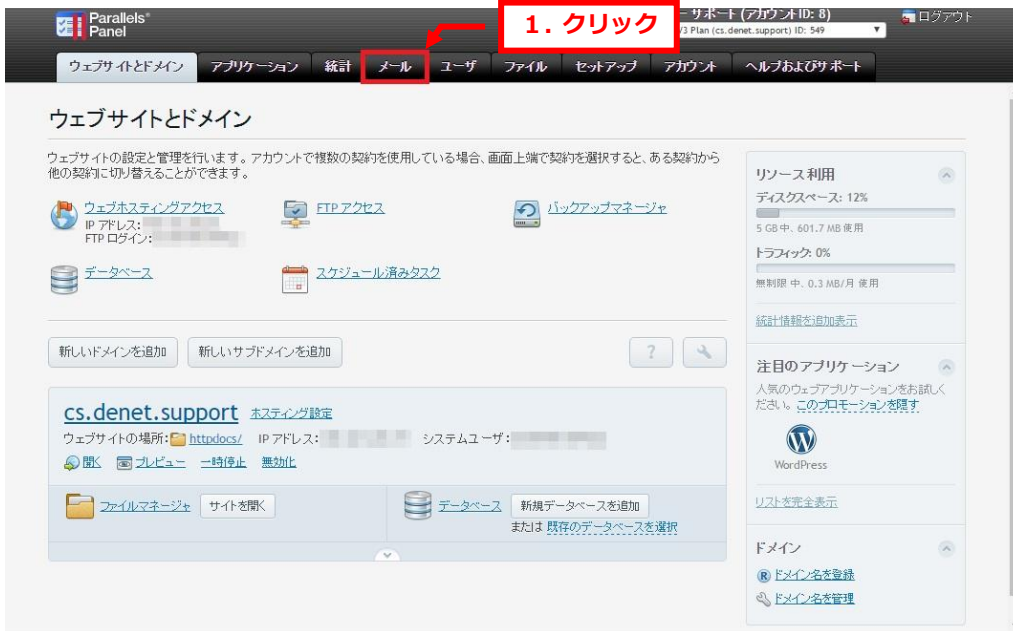 Parallels®
Panel
1. クリック
サポート (アカウントID: 8)
/3 Plan (cs.denet.support) ID: 549
ログアウト
ウェブサイトとドメイン アプリケーション 統計 メール ユーザ ファイル セットアップ アカウント ヘルプおよびサポート
ウェブサイトとドメイン
ウェブサイトの設定と管理を行います。アカウントで複数の契約を使用している場合、画面上端で契約を選択すると、ある契約から
他の契約に切り替えることができます。
ウェブホスティングアクセス FTP アクセス バックアップマネージャ
IP アドレス:
FTP ログイン:
データベース スケジュール済みタスク
新しいドメインを追加 新しいサブドメインを追加 ?
cs.denet.support ホスティング設定
ウェブサイトの場所: httpdocs/ IP アドレス: システムユーザ:
開く プレビュー 一時停止 無効化
ファイルマネージャ サイトを開く データベース 新規データベースを追加
または 既存のデータベースを選択
リソース利用
ディスクスペース: 12%
5 GB 中、601.7 MB 使用
トラフィック: 0%
無制限 中、0.3 MB/月 使用
統計情報を追加表示
注目のアプリケーション
人気のウェブアプリケーションをお試しく
ださい。このプロモーションを隠す
WordPress
リストを完全表示
ドメイン
ドメイン名を登録
ドメイン名を管理